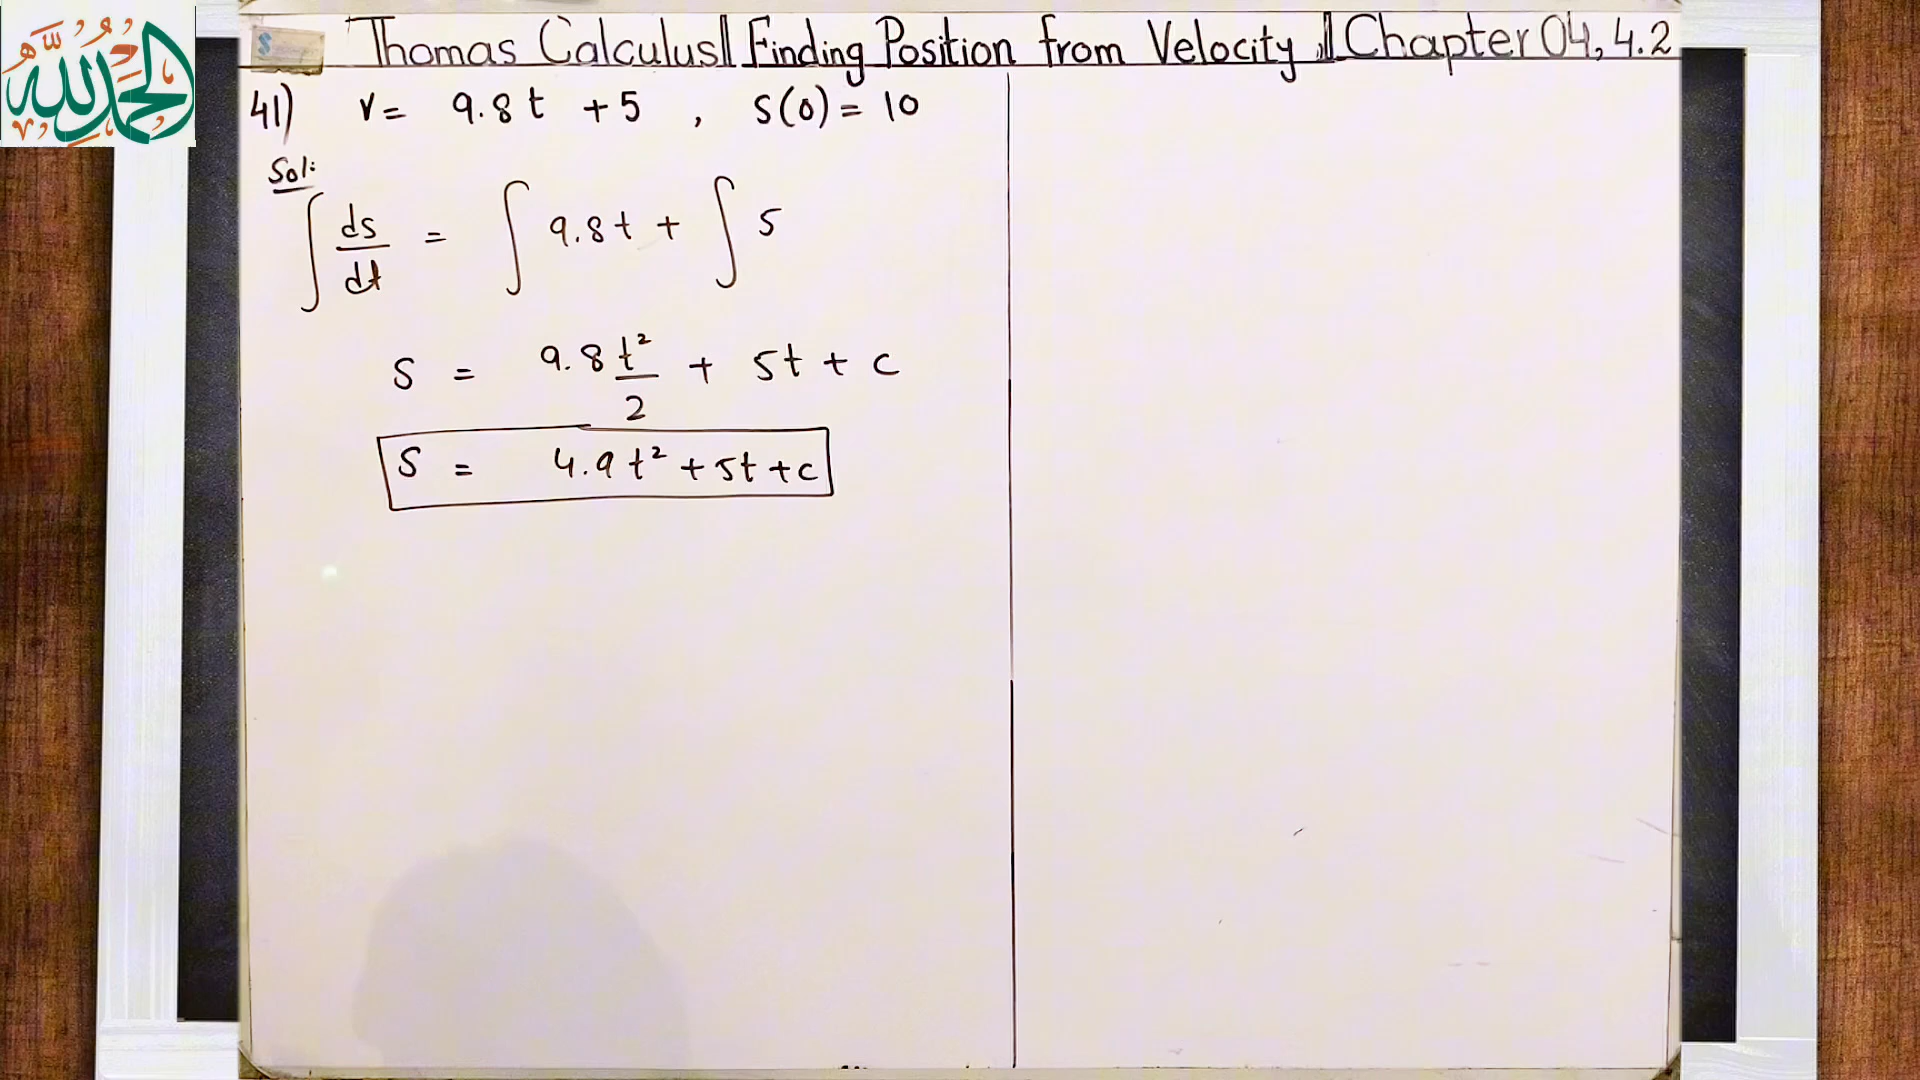 الحمد لله
Thomas Calculus || Finding Position from Velocity || Chapter 04, 4.2
41) v = 9.8t + 5 , s(0) = 10
Sol:
∫ ds/dt = ∫ 9.8t + ∫ 5
S = 9.8 t²/2 + 5t + c
S = 4.9t² + 5t + c